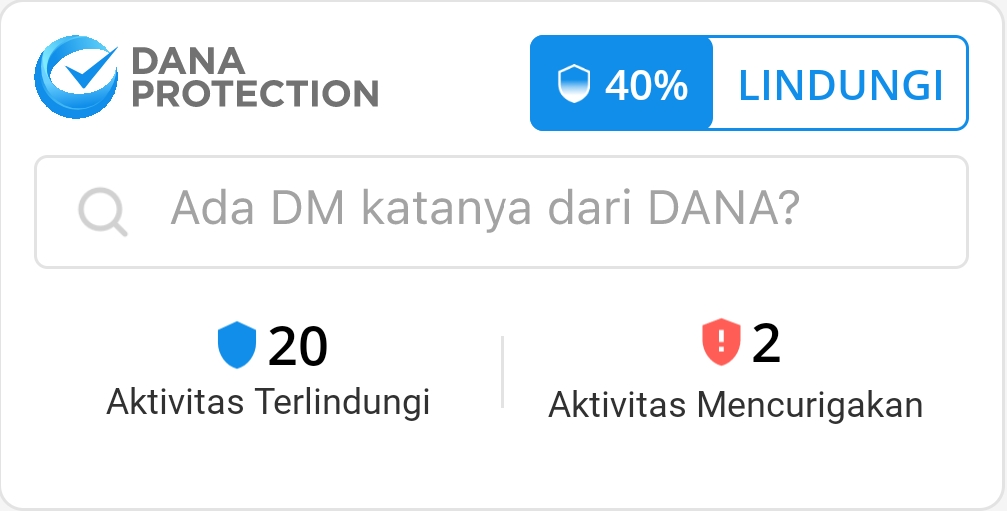 DANA
PROTECTION
40%
LINDUNGI
Ada DM katanya dari DANA?
20
Aktivitas Terlindungi
2
Aktivitas Mencurigakan